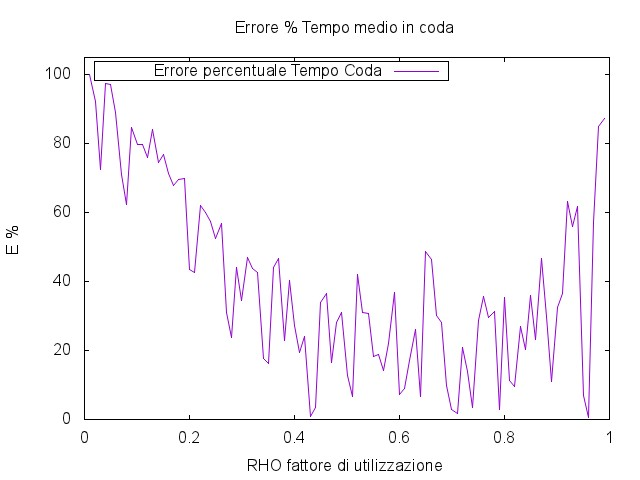 Errore % Tempo medio in coda
Errore percentuale Tempo Coda
100
80
60
40
20
0
E %
0 0.2 0.4 0.6 0.8 1
RHO fattore di utilizzazione